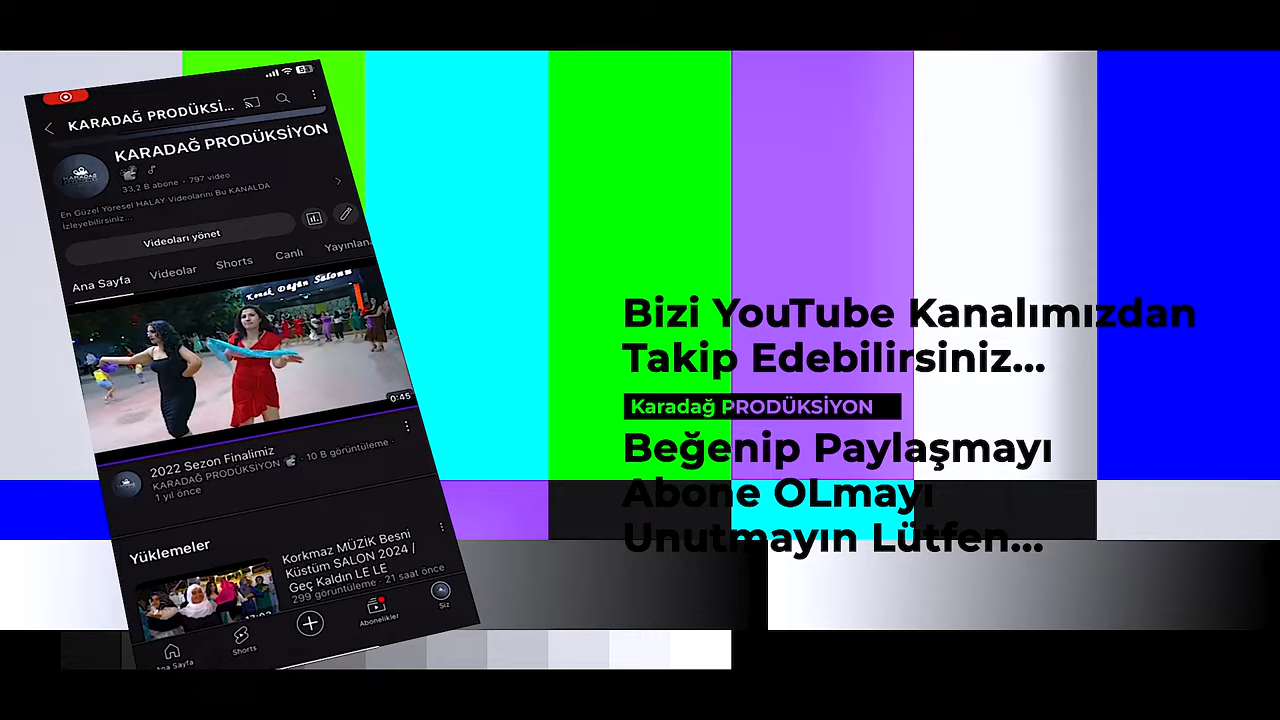 53
KARADAĞ PRODÜKSİ...
KARADAĞ PRODÜKSİYON
33,2 B abone · 797 video
En Güzel Yöresel HALAY Videolarını Bu KANALDA
İzleyebilirsiniz...
Videoları yönet
Ana Sayfa Videolar Shorts Canlı Yayınlan
Konak Düğün Salonu
0:45
2022 Sezon Finalimiz
KARADAĞ PRODÜKSİYON · 10 B görüntüleme ·
1 yıl önce
Yüklemeler
Korkmaz MÜZİK Besni
Küstüm SALON 2024 /
Geç Kaldın LE LE
299 görüntüleme · 21 saat önce
Ana Sayfa Shorts Abonelikler Siz
Bizi YouTube Kanalımızdan
Takip Edebilirsiniz...
Karadağ PRODÜKSİYON
Beğenip Paylaşmayı
Abone OLmayı
Unutmayın Lütfen...